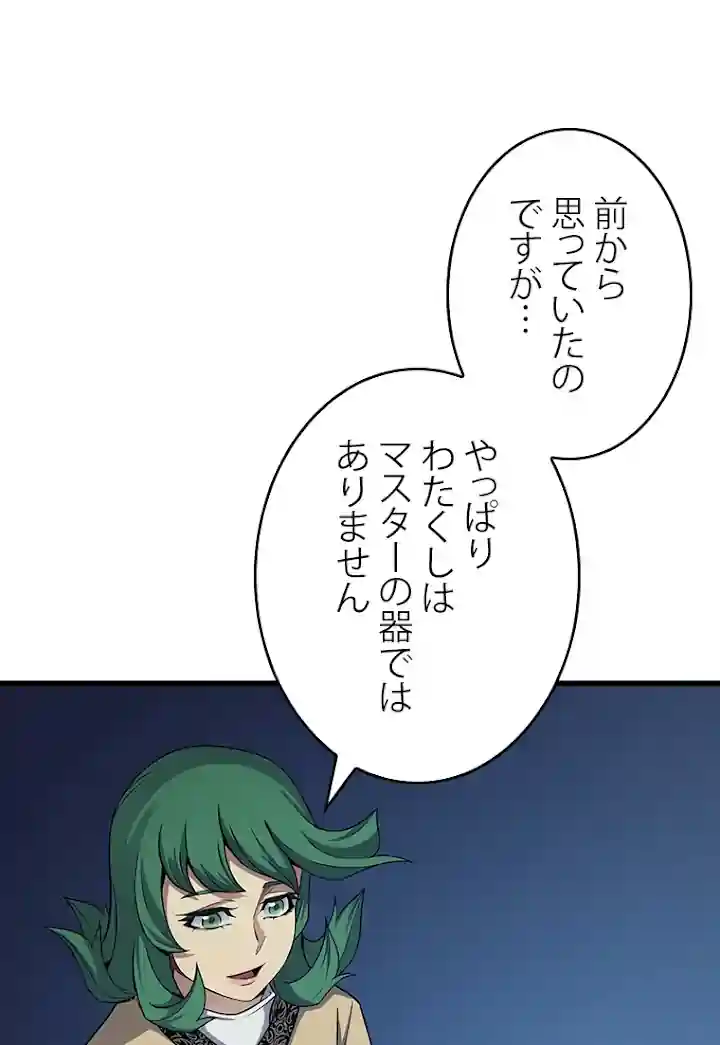 前から
思っていたの
ですが…
やっぱり
わたくしは
マスターの器では
ありません